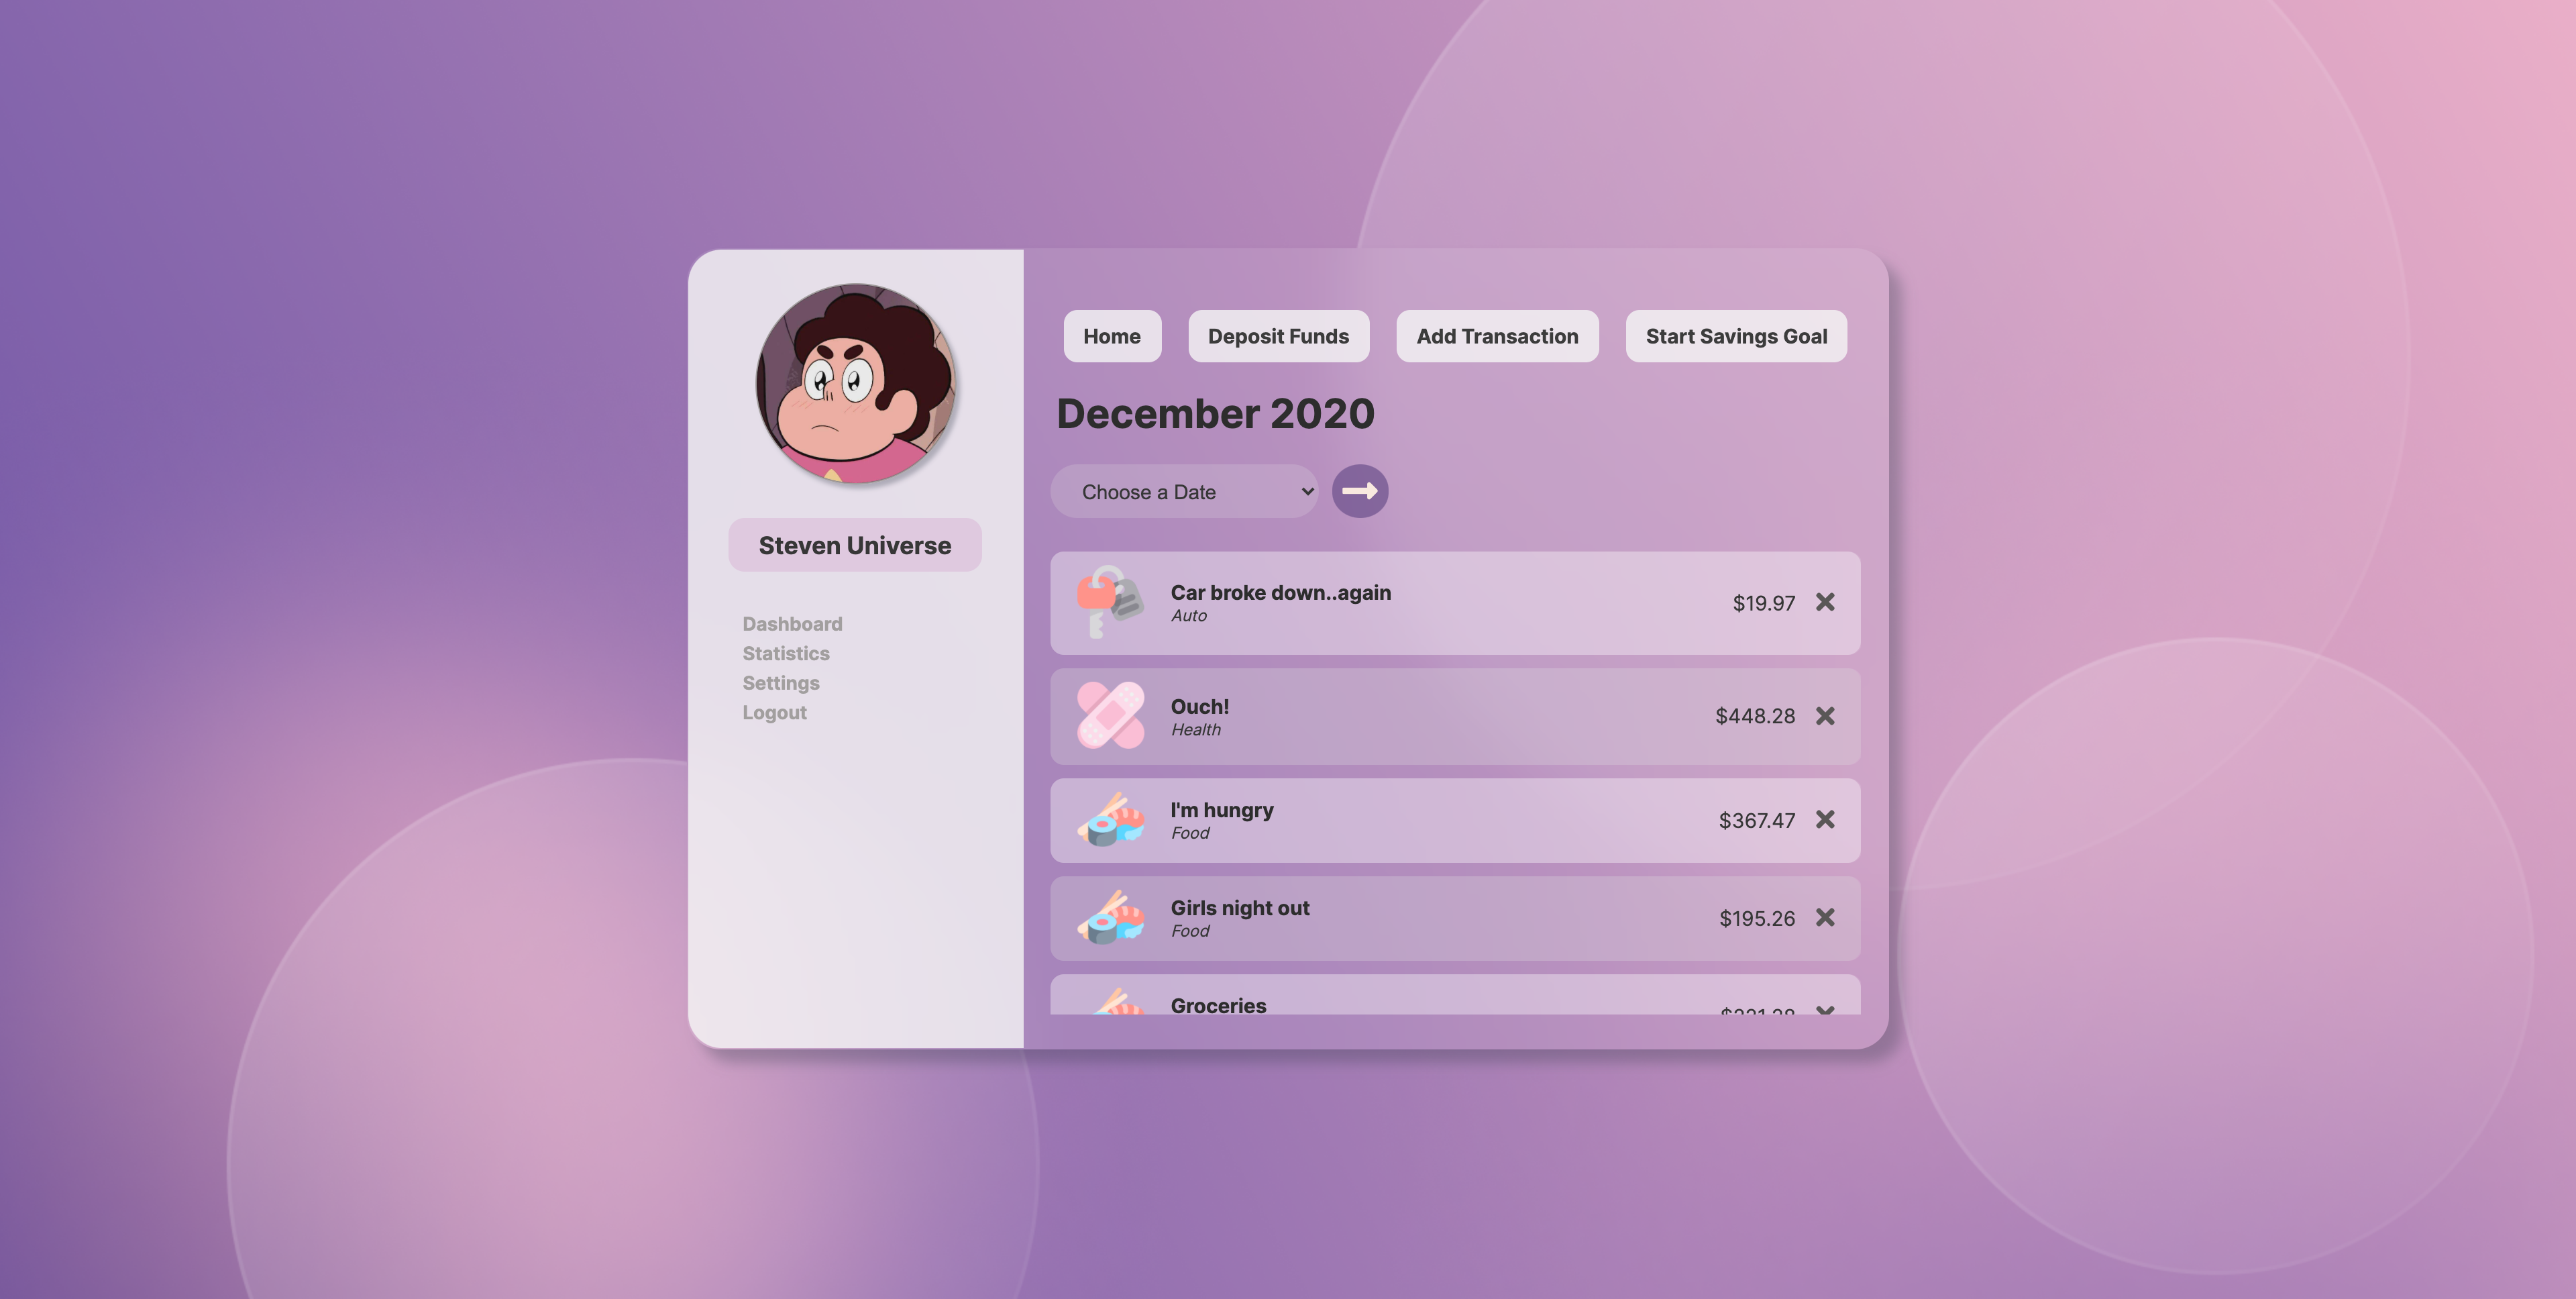 Steven Universe
Dashboard
Statistics
Settings
Logout
Home
Deposit Funds
Add Transaction
Start Savings Goal
December 2020
Choose a Date
Car broke down..again
Auto
$19.97
Ouch!
Health
$448.28
I'm hungry
Food
$367.47
Girls night out
Food
$195.26
Groceries